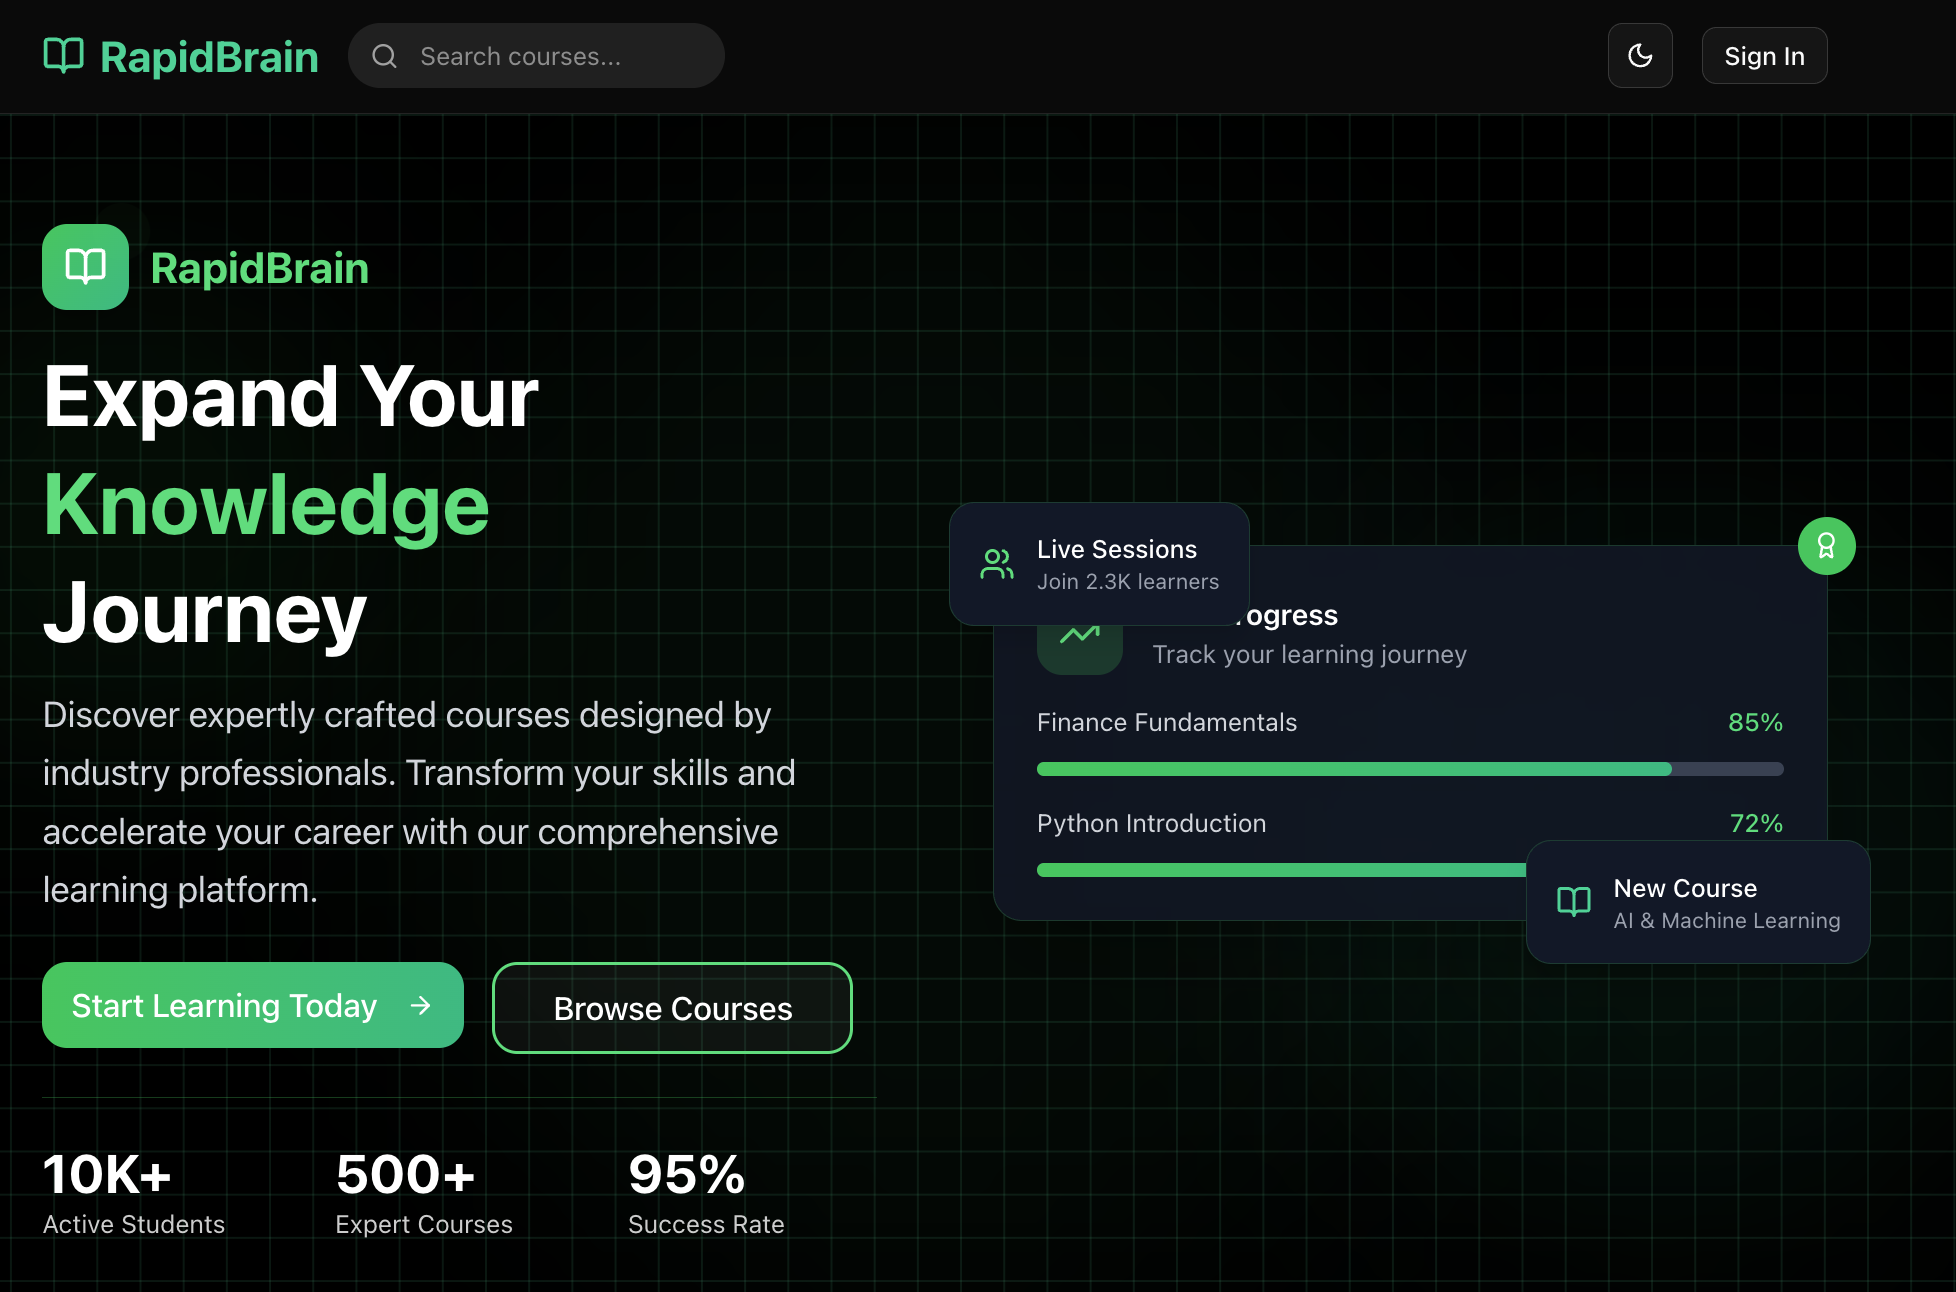 RapidBrain
Search courses...
Sign In
RapidBrain
Expand Your
Knowledge
Journey
Discover expertly crafted courses designed by
industry professionals. Transform your skills and
accelerate your career with our comprehensive
learning platform.
Start Learning Today
Browse Courses
10K+
Active Students
500+
Expert Courses
95%
Success Rate
Live Sessions
Join 2.3K learners
rogress
Track your learning journey
Finance Fundamentals
85%
Python Introduction
72%
New Course
AI & Machine Learning